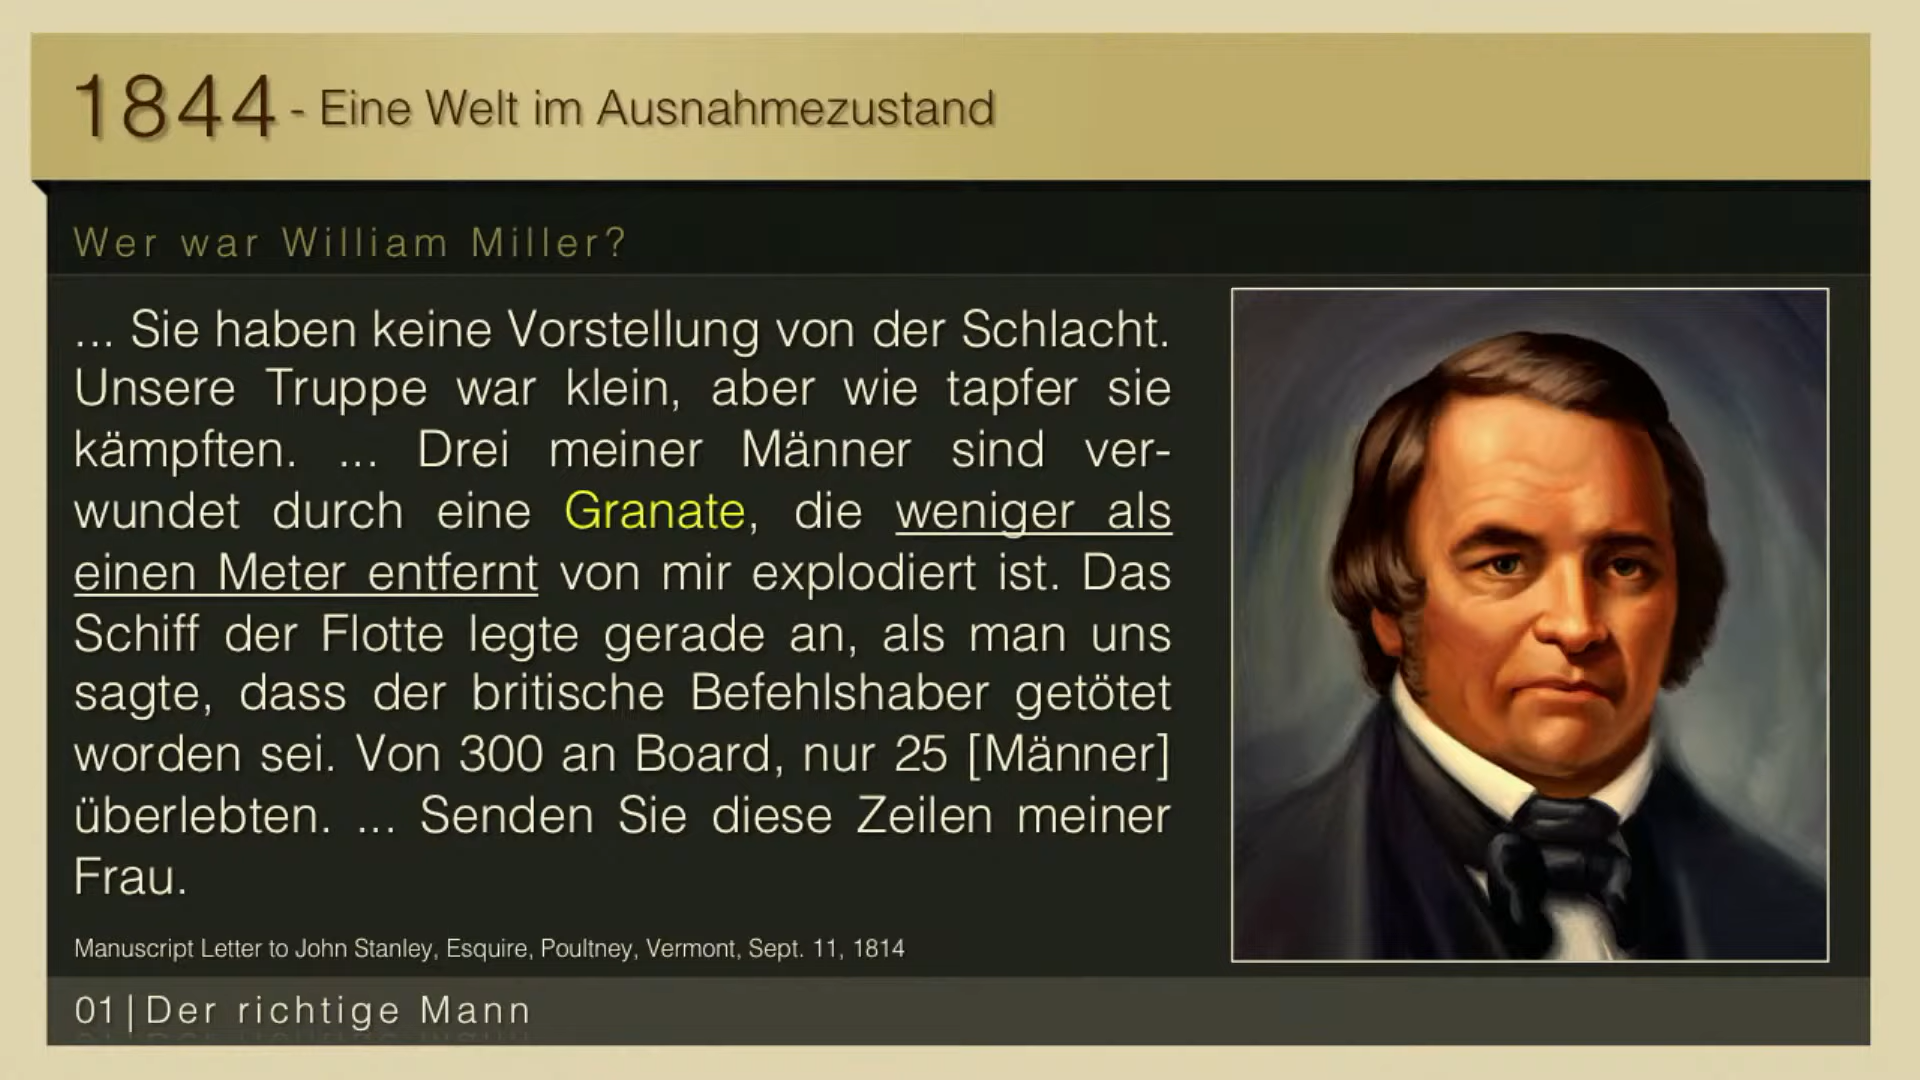 1844 - Eine Welt im Ausnahmezustand
Wer war William Miller?
... Sie haben keine Vorstellung von der Schlacht.
Unsere Truppe war klein, aber wie tapfer sie
kämpften. ... Drei meiner Männer sind ver-
wundet durch eine Granate, die weniger als
einen Meter entfernt von mir explodiert ist. Das
Schiff der Flotte legte gerade an, als man uns
sagte, dass der britische Befehlshaber getötet
worden sei. Von 300 an Board, nur 25 [Männer]
überlebten. ... Senden Sie diese Zeilen meiner
Frau.
Manuscript Letter to John Stanley, Esquire, Poultney, Vermont, Sept. 11, 1814
01|Der richtige Mann